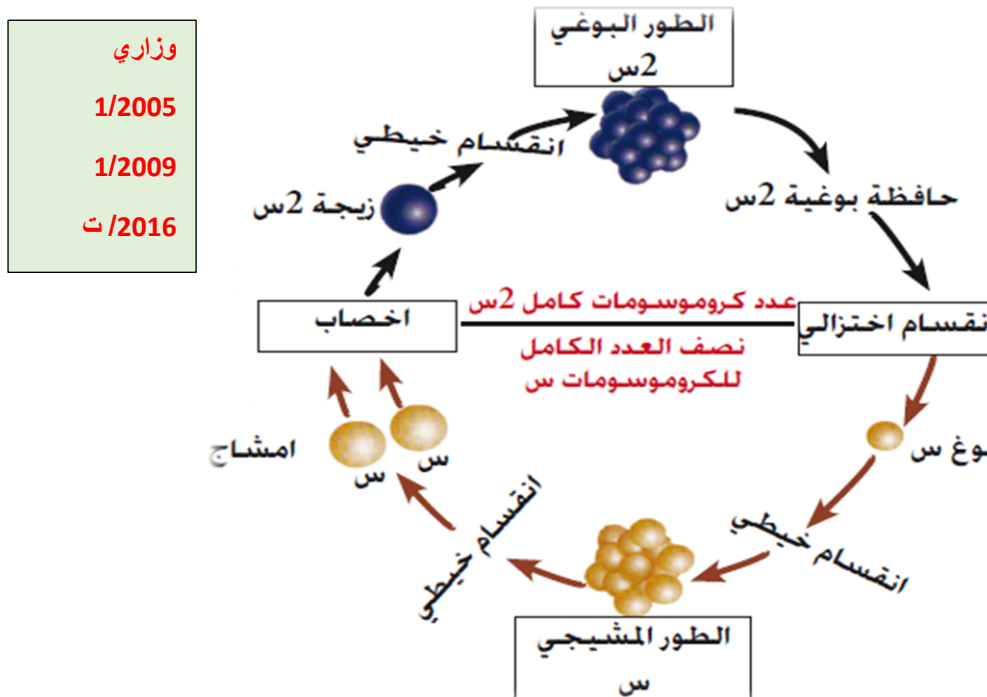 وزاري
1/2005
1/2009
2016/ ت
الطور البوغي
2س
انقسام خيطي
زيجة 2س
حافظة بوغية 2س
اخصاب
عدد كروموسومات كامل 2س
نصف العدد الكامل
للكروموسومات س
نقسام اختزالي
امشاج
س
س
وغ س
انقسام خيطي
انقسام خيطي
الطور المشيجي
س